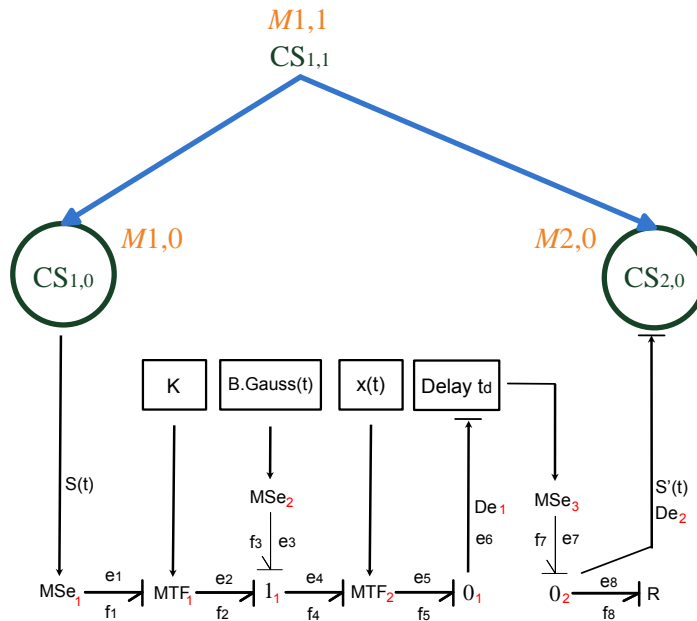 M1,1
CS1,1
M1,0
M2,0
CS1,0
CS2,0
K
B.Gauss(t)
x(t)
Delay td
S(t)
MSe2
De 1
MSe3
S'(t)
De2
f3
e3
e6
f7
e7
MSe1
e1
f1
MTF1
e2
f2
11
e4
f4
MTF2
e5
f5
01
02
e8
f8
R